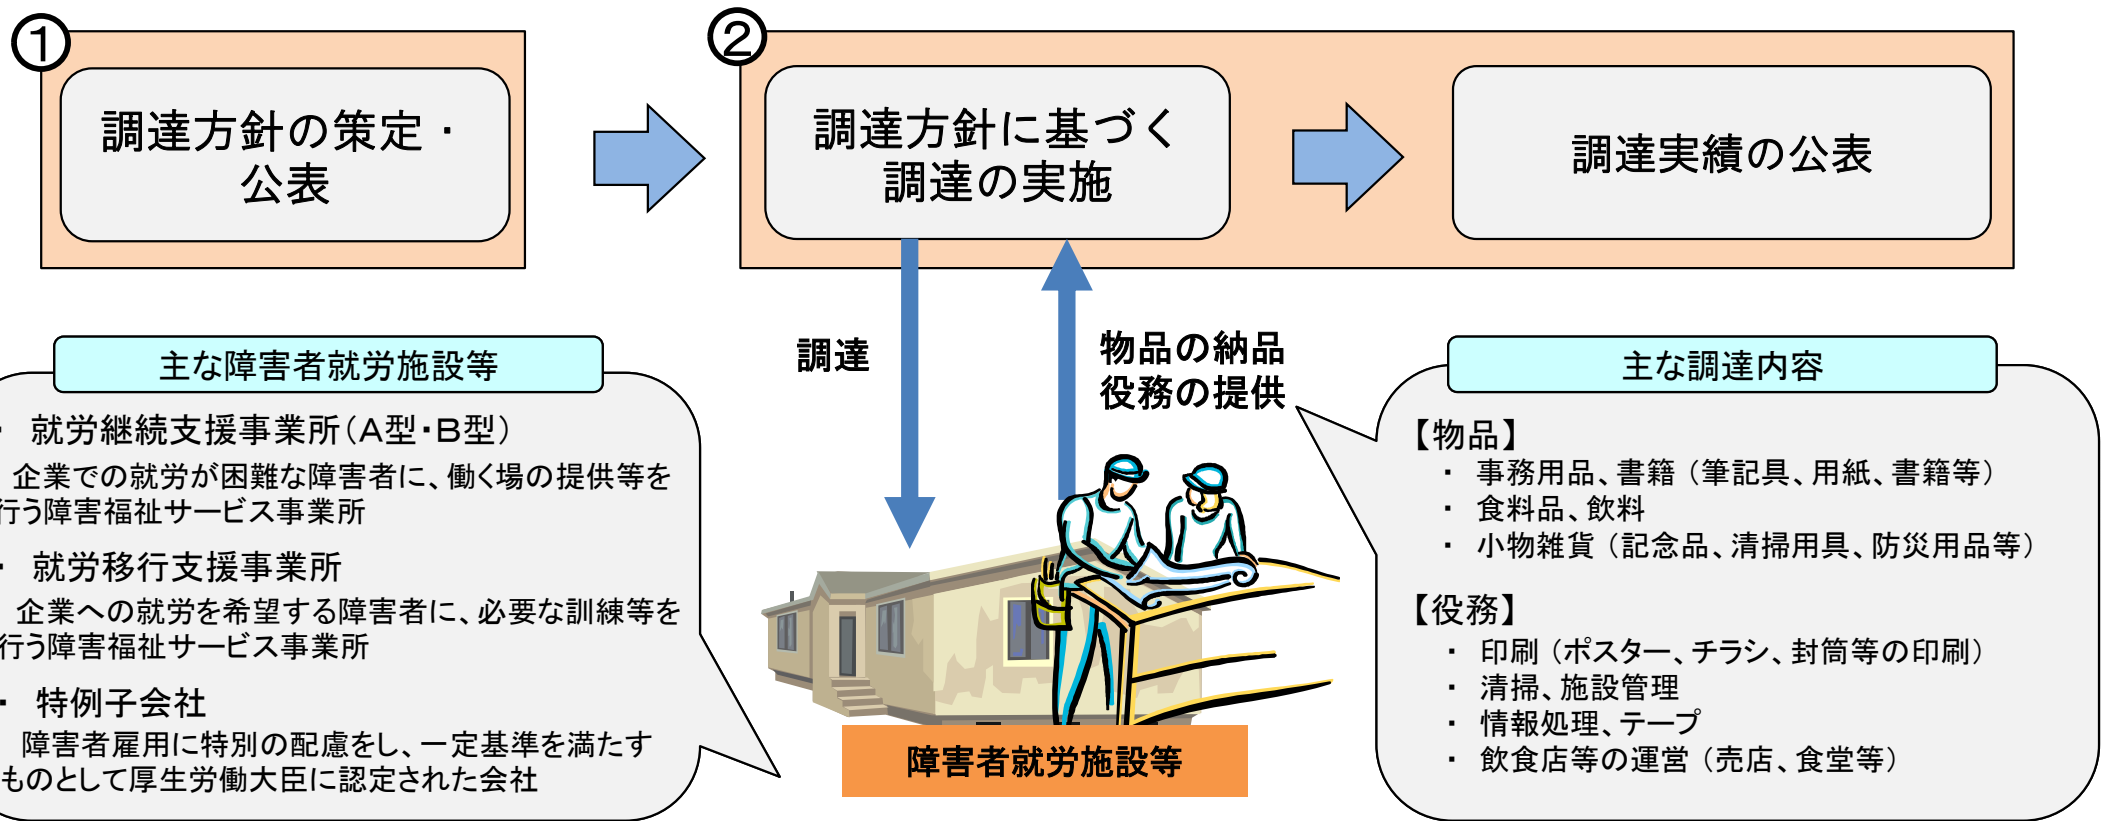 ①
調達方針の策定・
公表
②
調達方針に基づく
調達の実施
調達実績の公表
調達
物品の納品
役務の提供
主な障害者就労施設等
・ 就労継続支援事業所(A型・B型)
企業での就労が困難な障害者に、働く場の提供等を
行う障害福祉サービス事業所
・ 就労移行支援事業所
企業への就労を希望する障害者に、必要な訓練等を
行う障害福祉サービス事業所
・ 特例子会社
障害者雇用に特別の配慮をし、一定基準を満たす
ものとして厚生労働大臣に認定された会社
障害者就労施設等
主な調達内容
【物品】
・ 事務用品、書籍(筆記具、用紙、書籍等)
・ 食料品、飲料
・ 小物雑貨(記念品、清掃用具、防災用品等)
【役務】
・ 印刷(ポスター、チラシ、封筒等の印刷)
・ 清掃、施設管理
・ 情報処理、テープ
・ 飲食店等の運営(売店、食堂等)